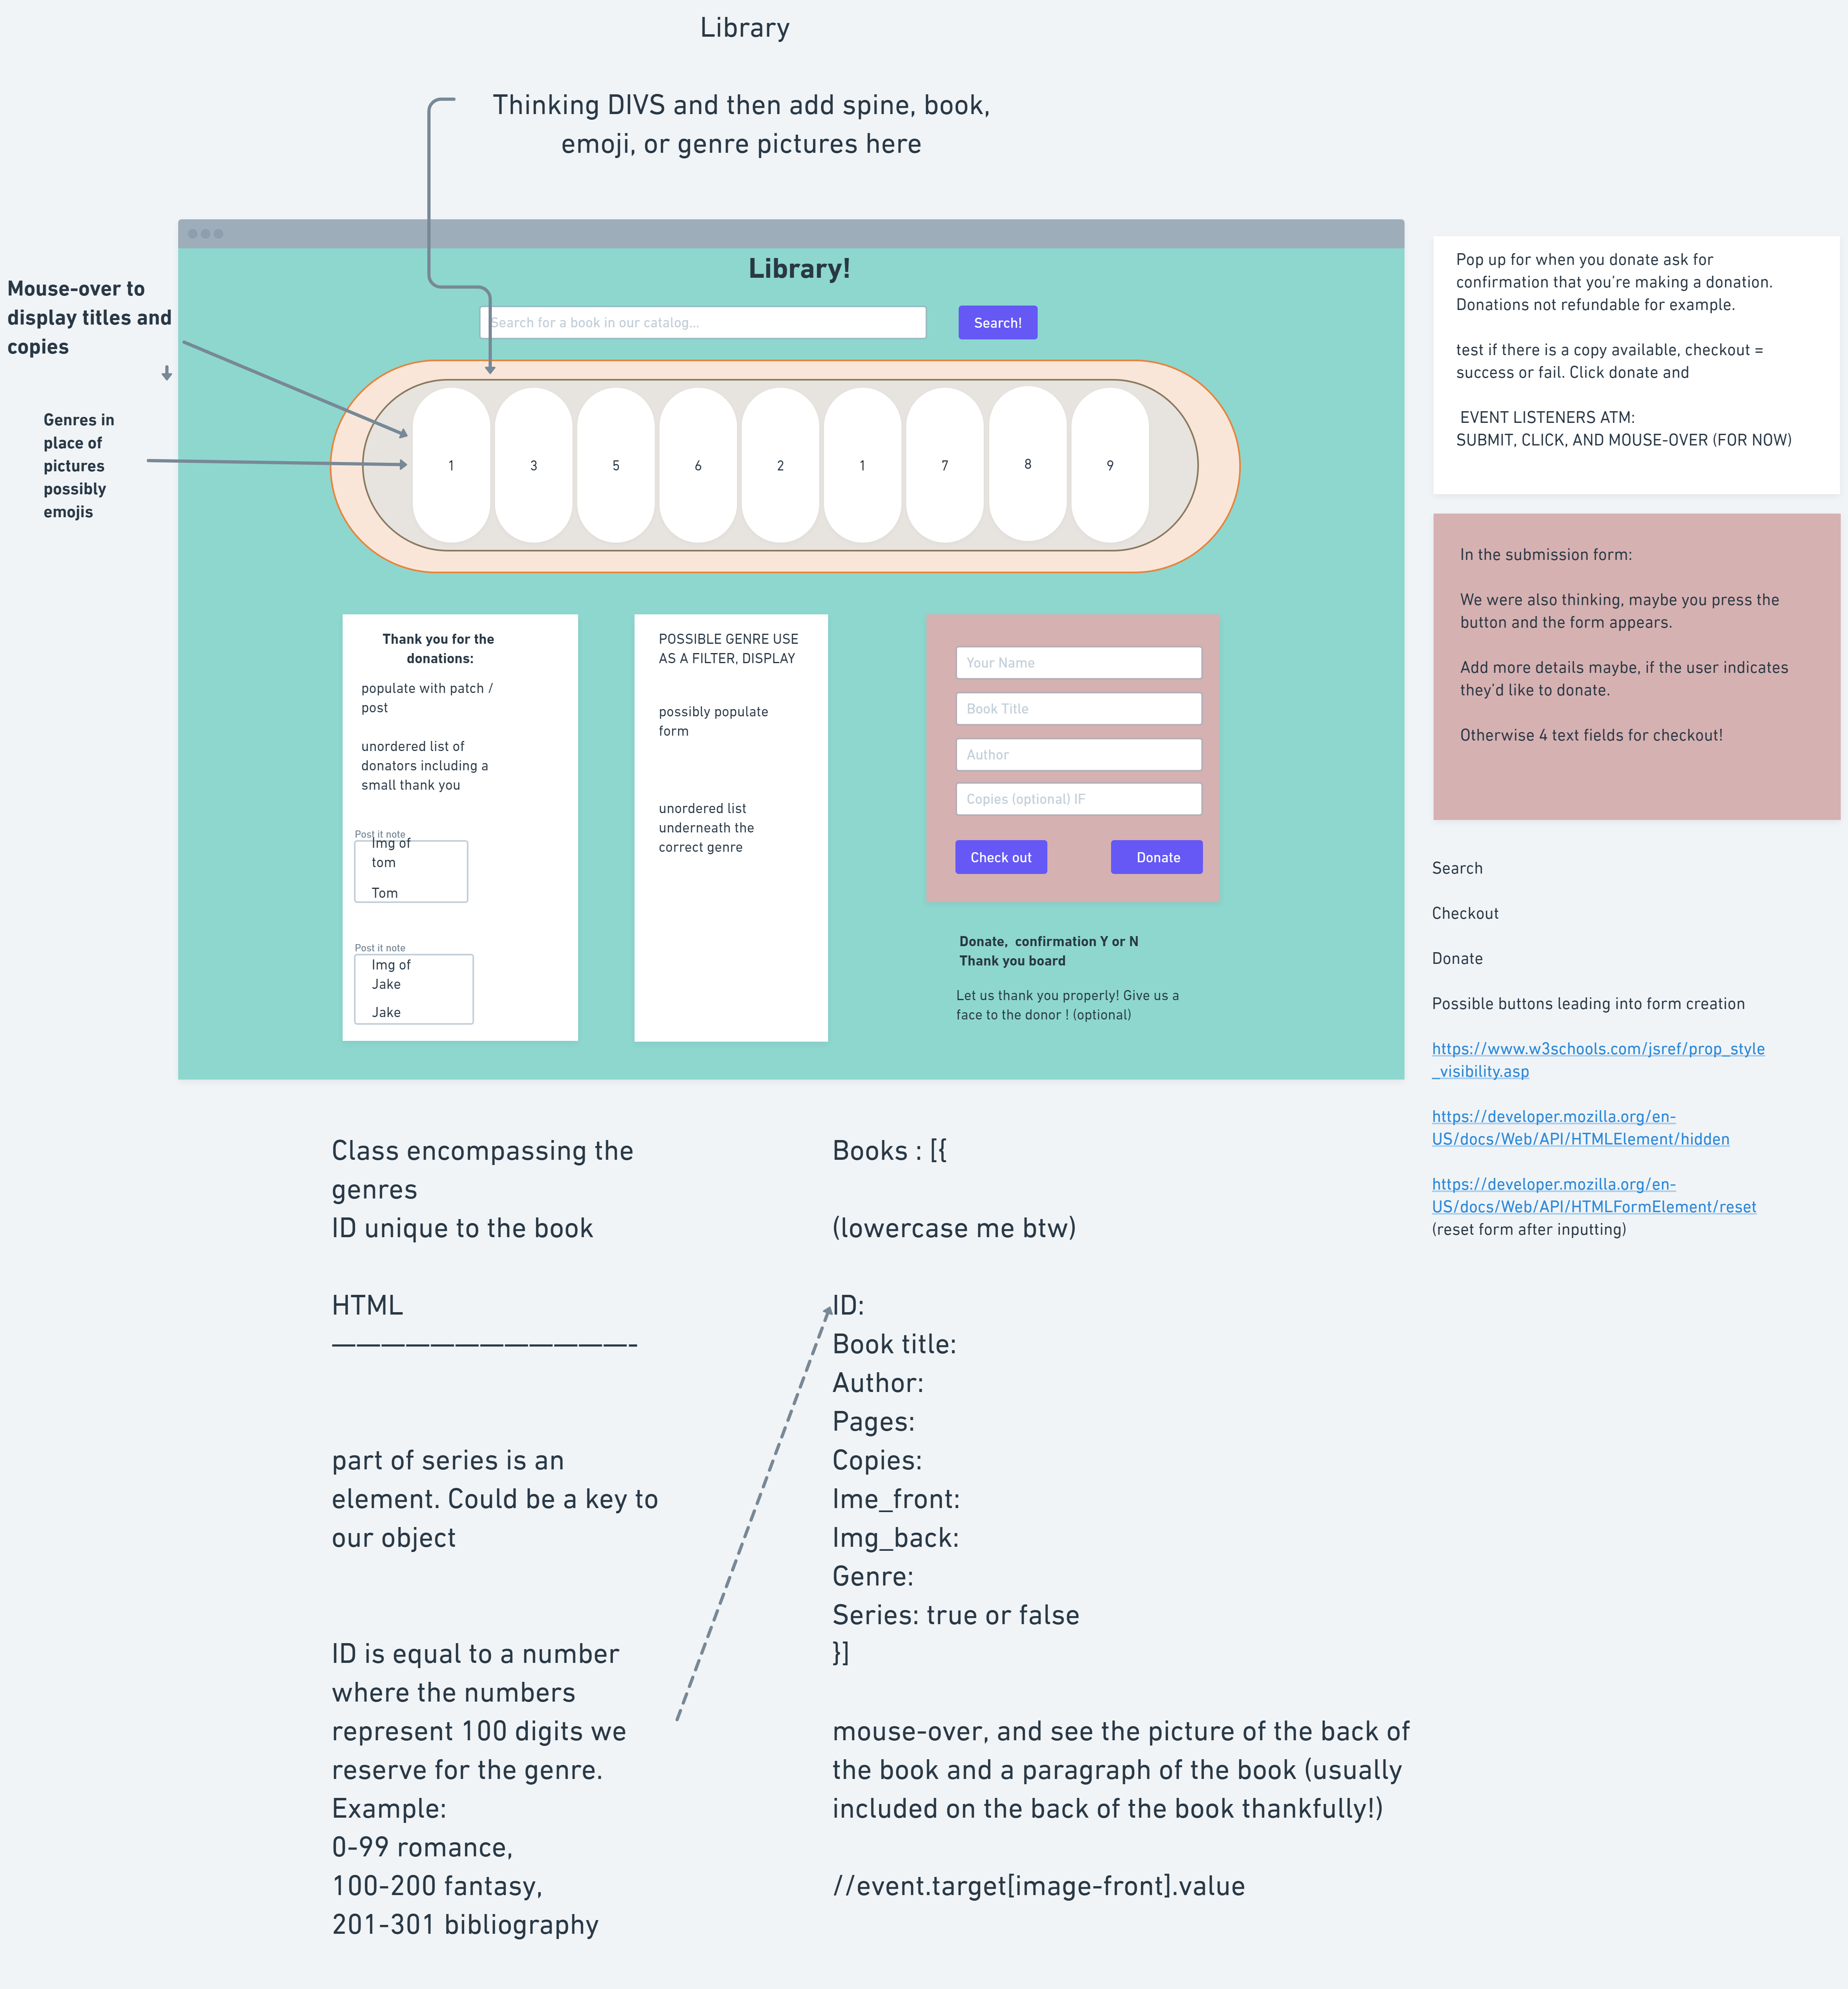 Library
Thinking DIVS and then add spine, book,
emoji, or genre pictures here
Mouse-over to
display titles and
copies
Genres in
place of
pictures
possibly
emojis
Library!
Search for a book in our catalog...
Search!
1
3
5
6
2
1
7
8
9
Thank you for the
donations:
populate with patch /
post
unordered list of
donators including a
small thank you
Post it note
Img of
tom
Tom
Post it note
Img of
Jake
Jake
POSSIBLE GENRE USE
AS A FILTER, DISPLAY
possibly populate
form
unordered list
underneath the
correct genre
Your Name
Book Title
Author
Copies (optional) IF
Check out
Donate
Donate,  confirmation Y or N
Thank you board
Let us thank you properly! Give us a
face to the donor ! (optional)
Pop up for when you donate ask for
confirmation that you're making a donation.
Donations not refundable for example.
test if there is a copy available, checkout =
success or fail. Click donate and
EVENT LISTENERS ATM:
SUBMIT, CLICK, AND MOUSE-OVER (FOR NOW)
In the submission form:
We were also thinking, maybe you press the
button and the form appears.
Add more details maybe, if the user indicates
they'd like to donate.
Otherwise 4 text fields for checkout!
Search
Checkout
Donate
Possible buttons leading into form creation
https://www.w3schools.com/jsref/prop_style
_visibility.asp
https://developer.mozilla.org/en-
US/docs/Web/API/HTMLElement/hidden
https://developer.mozilla.org/en-
US/docs/Web/API/HTMLFormElement/reset
(reset form after inputting)
Class encompassing the
genres
ID unique to the book
HTML
————————————-
part of series is an
element. Could be a key to
our object
ID is equal to a number
where the numbers
represent 100 digits we
reserve for the genre.
Example:
0-99 romance,
100-200 fantasy,
201-301 bibliography
Books : [{
(lowercase me btw)
ID:
Book title:
Author:
Pages:
Copies:
Ime_front:
Img_back:
Genre:
Series: true or false
}]
mouse-over, and see the picture of the back of
the book and a paragraph of the book (usually
included on the back of the book thankfully!)
//event.target[image-front].value